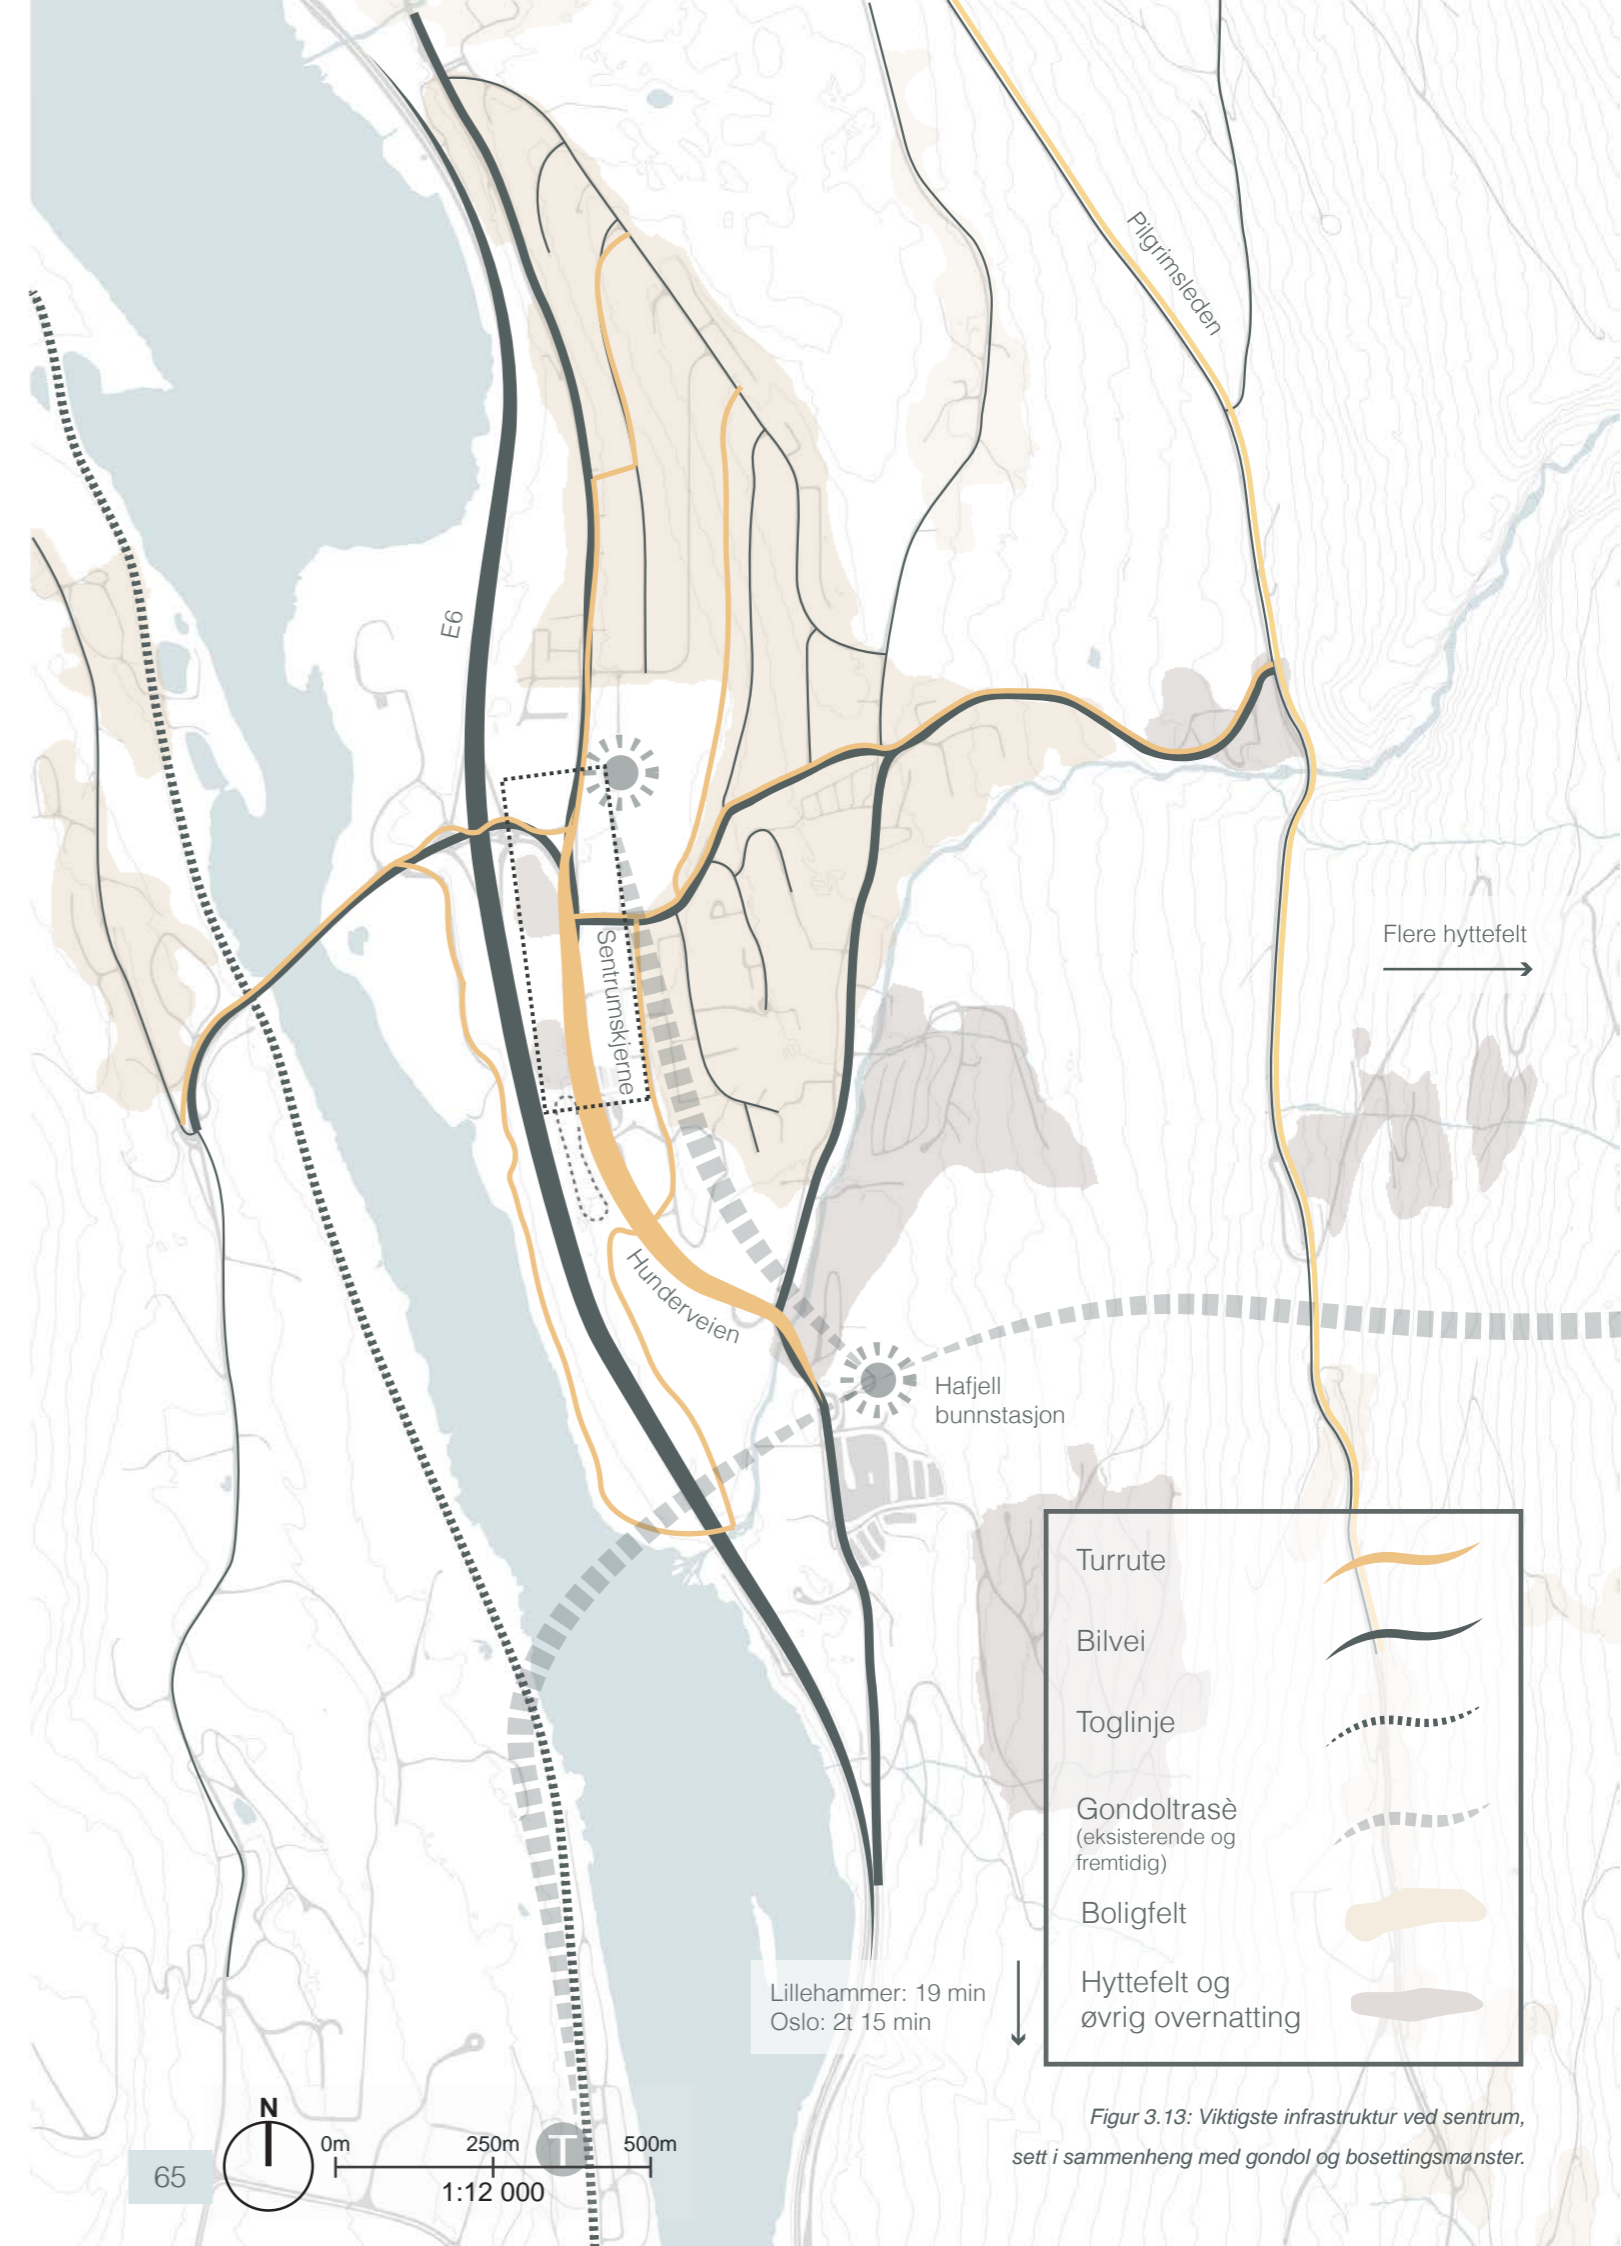 Pilgrimsleden
E6
Flere hyttefelt
Sentrumskjerne
Hunderveien
Hafjell
bunnstasjon
Turrute
Bilvei
Toglinje
Gondoltrasè
(eksisterende og
fremtidig)
Boligfelt
Hyttefelt og
øvrig overnatting
Lillehammer: 19 min
Oslo: 2t 15 min
N
0m 250m T 500m
1:12 000
65
Figur 3.13: Viktigste infrastruktur ved sentrum,
sett i sammenheng med gondol og bosettingsmønster.